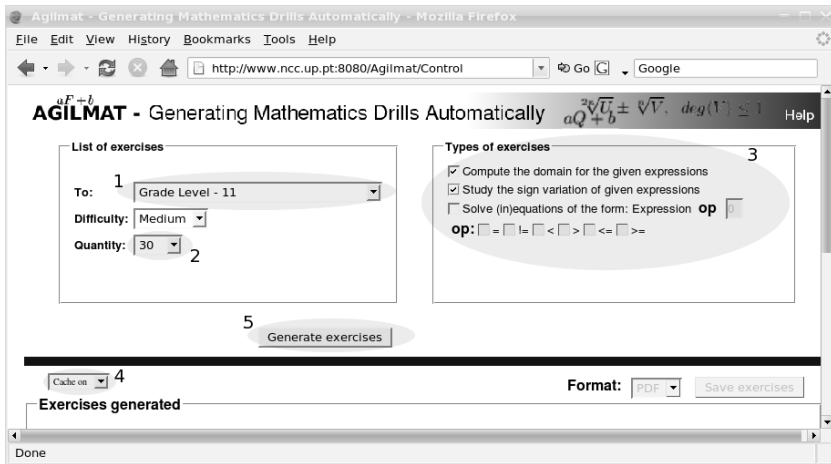 Agilmat - Generating Mathematics Drills Automatically - Mozilla Firefox
File Edit View History Bookmarks Tools Help
http://www.ncc.up.pt:8080/Agilmat/Control Go G Google
aF + b
AGILMAT - Generating Mathematics Drills Automatically
aQ + b
± deg(V) ≤ 1
Help
List of exercises
1
To: Grade Level - 11
Difficulty: Medium
Quantity: 30
2
Types of exercises
3
Compute the domain for the given expressions
Study the sign variation of given expressions
Solve (in)equations of the form: Expression op 0
op: = != < > <= >=
5
Generate exercises
Cache on 4
Format: PDF Save exercises
Exercises generated
Done